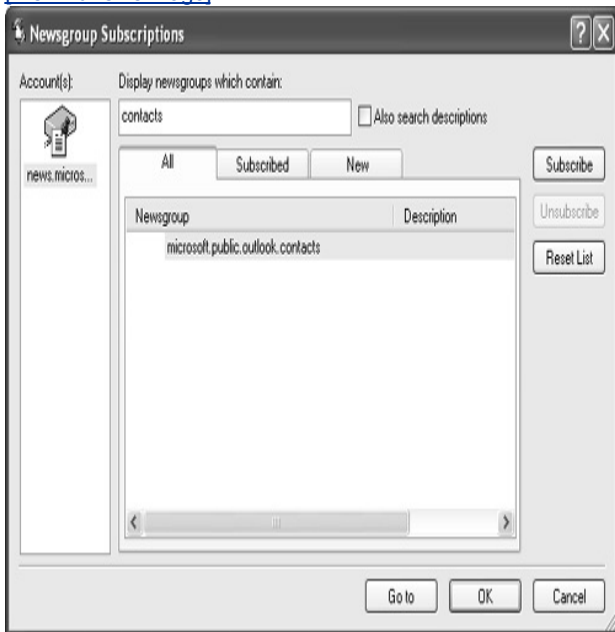 Newsgroup Subscriptions
Account(s):
Display newsgroups which contain:
contacts
Also search descriptions
news.micros...
All
Subscribed
New
Subscribe
Unsubscribe
Reset List
Newsgroup
Description
microsoft.public.outlook.contacts
Go to
OK
Cancel